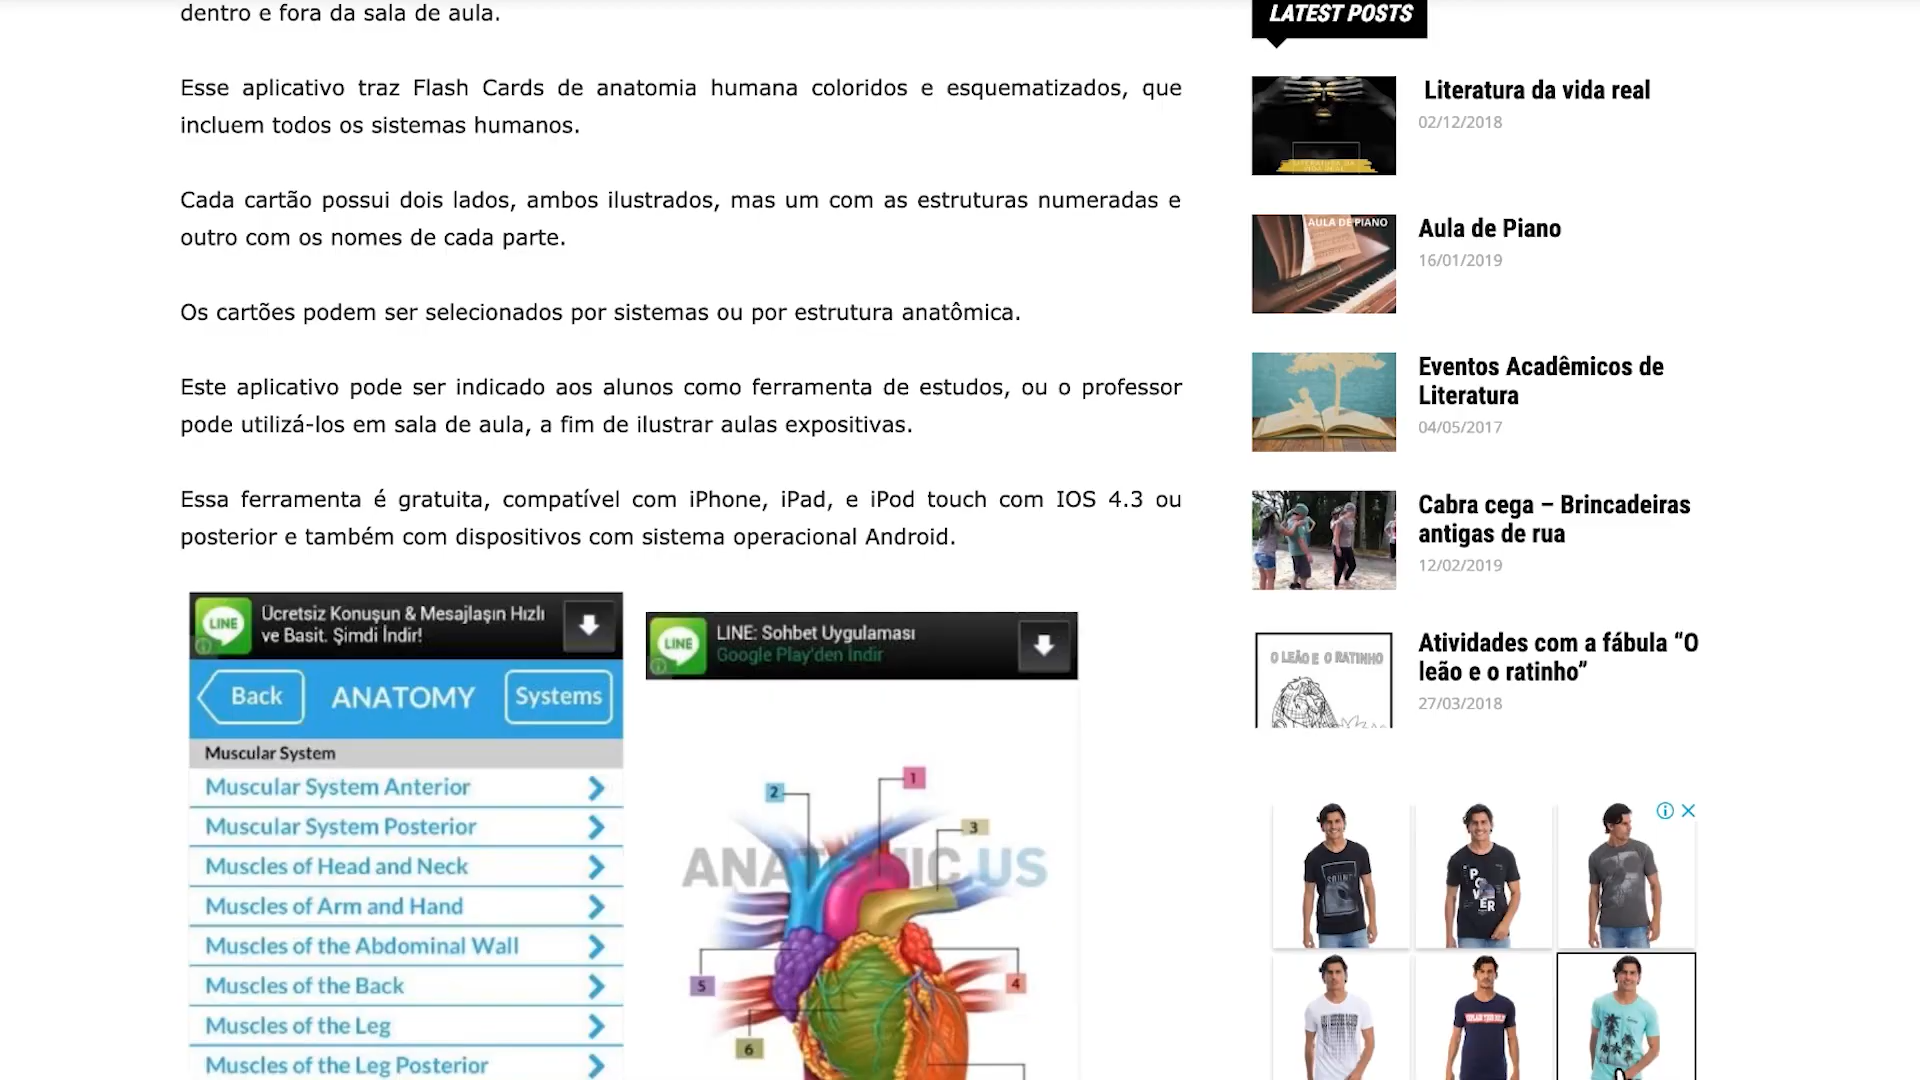 dentro e fora da sala de aula.
Esse aplicativo traz Flash Cards de anatomia humana coloridos e esquematizados, que
incluem todos os sistemas humanos.
Cada cartão possui dois lados, ambos ilustrados, mas um com as estruturas numeradas e
outro com os nomes de cada parte.
Os cartões podem ser selecionados por sistemas ou por estrutura anatômica.
Este aplicativo pode ser indicado aos alunos como ferramenta de estudos, ou o professor
pode utilizá-los em sala de aula, a fim de ilustrar aulas expositivas.
Essa ferramenta é gratuita, compatível com iPhone, iPad, e iPod touch com IOS 4.3 ou
posterior e também com dispositivos com sistema operacional Android.
LINE
Ücretsiz Konuşun & Mesajlaşın Hızlı
ve Basit. Şimdi İndir!
Back
ANATOMY
Systems
Muscular System
Muscular System Anterior
Muscular System Posterior
Muscles of Head and Neck
Muscles of Arm and Hand
Muscles of the Abdominal Wall
Muscles of the Back
Muscles of the Leg
Muscles of the Leg Posterior
LINE
LINE: Sohbet Uygulaması
Google Play'den İndir
1
2
3
ANATOMIC.US
5
4
6
LATEST POSTS
Literatura da vida real
02/12/2018
AULA DE PIANO
Aula de Piano
16/01/2019
Eventos Acadêmicos de
Literatura
04/05/2017
Cabra cega – Brincadeiras
antigas de rua
12/02/2019
O LEÃO E O RATINHO
Atividades com a fábula “O
leão e o ratinho”
27/03/2018
PO
W
ER